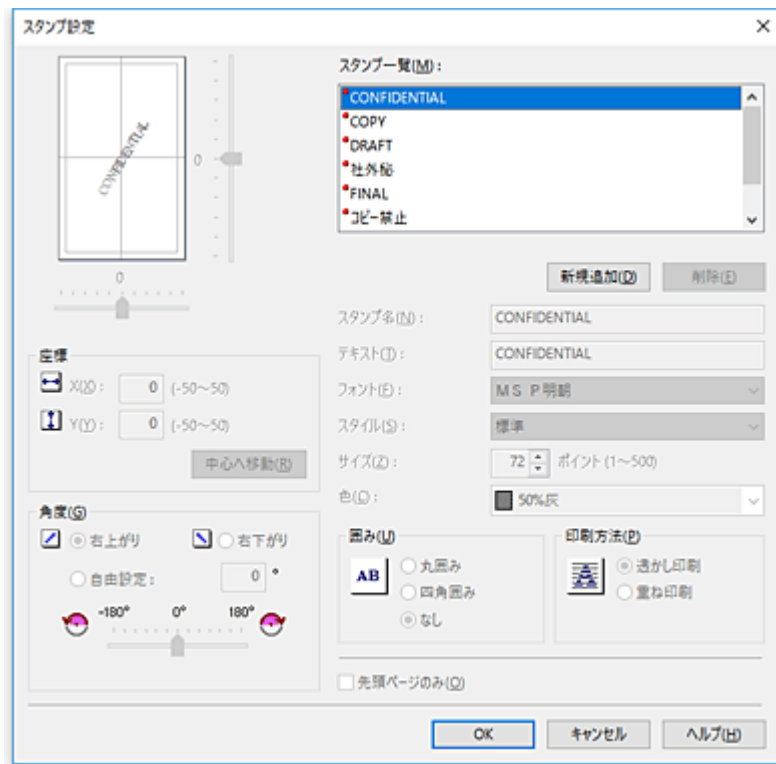 スタンプ設定
CONFIDENTIAL
0
0
スタンプ一覧(M):
CONFIDENTIAL
COPY
DRAFT
社外秘
FINAL
コピー禁止
新規追加(D)
削除(E)
スタンプ名(N):
CONFIDENTIAL
テキスト(T):
CONFIDENTIAL
フォント(F):
MS P明朝
スタイル(S):
標準
サイズ(Z):
72 ポイント (1～500)
色(C):
50%灰
座標
X(X): 0 (-50～50)
Y(Y): 0 (-50～50)
中心へ移動(R)
角度(G)
右上がり 右下がり
自由設定: 0 °
-180° 0° 180°
囲み(U)
AB
丸囲み
四角囲み
なし
印刷方法(P)
A
透かし印刷
重ね印刷
先頭ページのみ(O)
OK キャンセル ヘルプ(H)